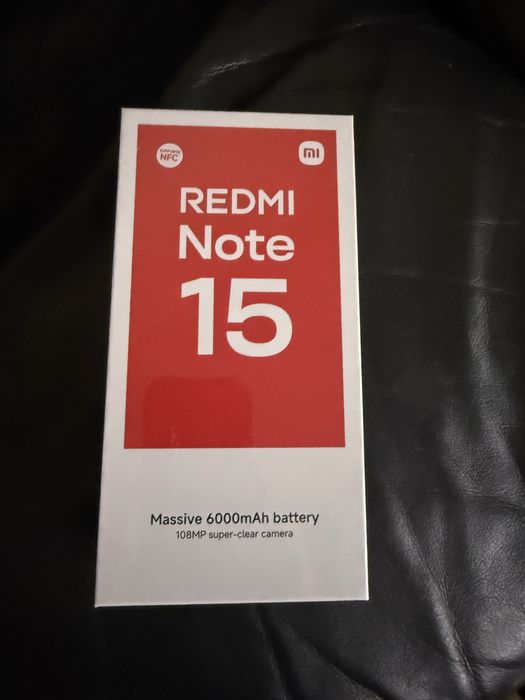 NFC
mi
REDMI
Note
15
Massive 6000mAh battery
108MP super-clear camera